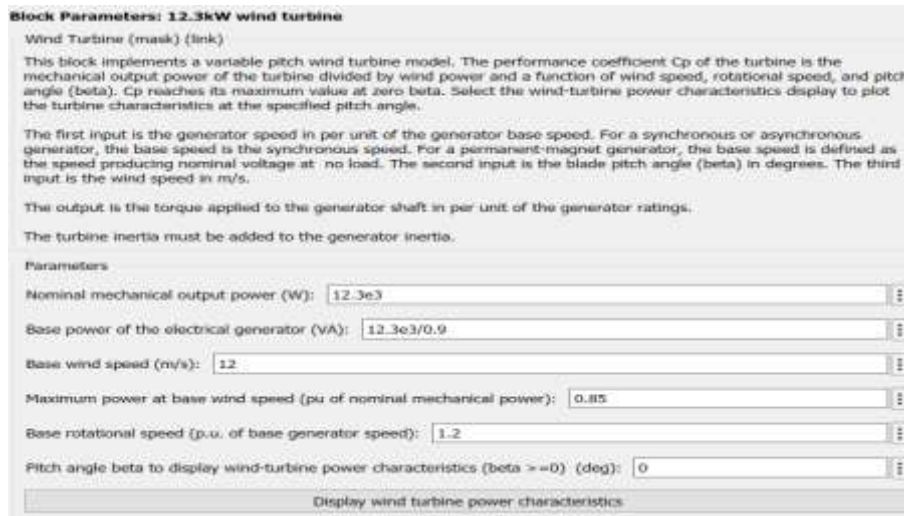 Block Parameters: 12.3kW wind turbine
Wind Turbine (mask) (link)
This block implements a variable pitch wind turbine model. The performance coefficient Cp of the turbine is the
mechanical output power of the turbine divided by wind power and a function of wind speed, rotational speed, and pitch
angle (beta). Cp reaches its maximum value at zero beta. Select the wind-turbine power characteristics display to plot
the turbine characteristics at the specified pitch angle.
The first input is the generator speed in per unit of the generator base speed. For a synchronous or asynchronous
generator, the base speed is the synchronous speed. For a permanent-magnet generator, the base speed is defined as
the speed producing nominal voltage at no load. The second input is the blade pitch angle (beta) in degrees. The third
input is the wind speed in m/s.
The output is the torque applied to the generator shaft in per unit of the generator ratings.
The turbine inertia must be added to the generator inertia.
Parameters
Nominal mechanical output power (W): 12.3e3
Base power of the electrical generator (VA): 12.3e3/0.9
Base wind speed (m/s): 12
Maximum power at base wind speed (pu of nominal mechanical power): 0.85
Base rotational speed (p.u. of base generator speed): 1.2
Pitch angle beta to display wind-turbine power characteristics (beta >=0) (deg): 0
Display wind turbine power characteristics